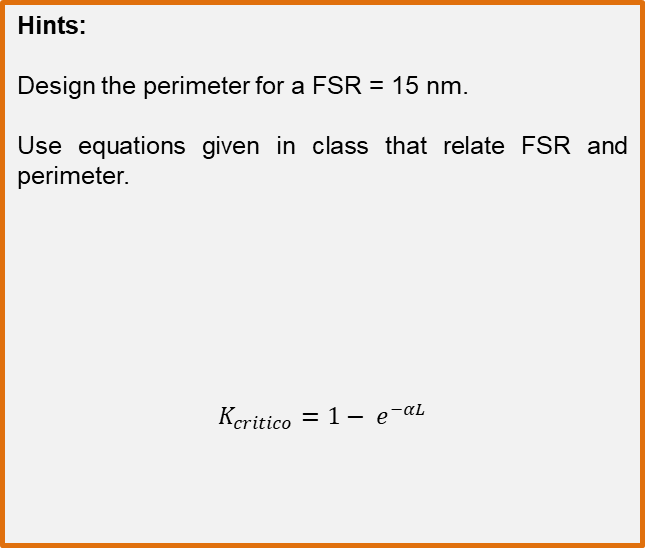 Hints:
Design the perimeter for a FSR = 15 nm.
Use equations given in class that relate FSR and
perimeter.
𝐾𝑐𝑟𝑖𝑡𝑖𝑐𝑜 = 1 − 𝑒^−𝛼𝐿